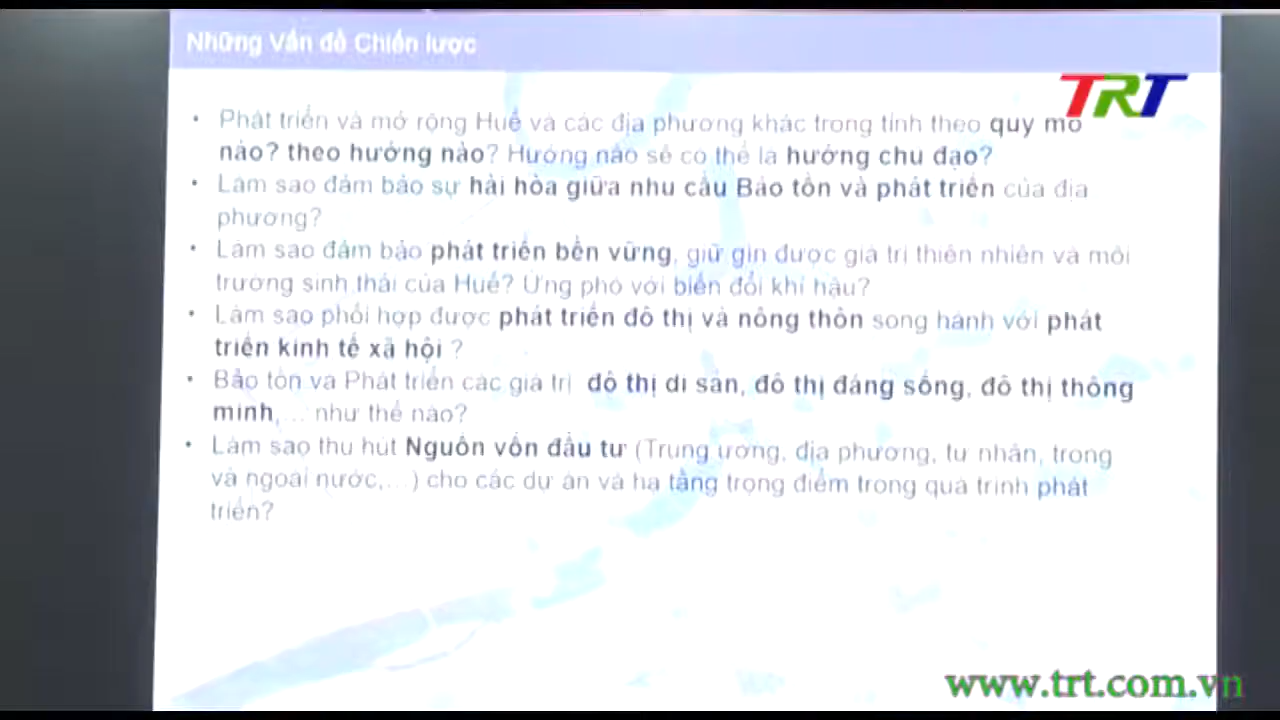 Những Vấn đề Chiến lược
TRT
• Phát triển và mở rộng Huế và các địa phương khác trong tỉnh theo quy mô
nào? theo hướng nào? Hướng nào sẽ có thể là hướng chủ đạo?
• Làm sao đảm bảo sự hài hòa giữa nhu cầu Bảo tồn và phát triển của địa
phương?
• Làm sao đảm bảo phát triển bền vững, giữ gìn được giá trị thiên nhiên và môi
trường sinh thái của Huế? Ứng phó với biến đổi khí hậu?
• Làm sao phối hợp được phát triển đô thị và nông thôn song hành với phát
triển kinh tế xã hội ?
• Bảo tồn và Phát triển các giá trị đô thị di sản, đô thị đáng sống, đô thị thông
minh,... như thế nào?
• Làm sao thu hút Nguồn vốn đầu tư (Trung ương, địa phương, tư nhân, trong
và ngoài nước,...) cho các dự án và hạ tầng trọng điểm trong quá trình phát
triển?
www.trt.com.vn